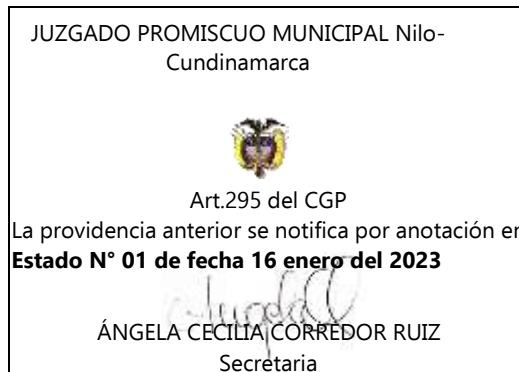 JUZGADO PROMISCUO MUNICIPAL Nilo-
Cundinamarca
Art.295 del CGP
La providencia anterior se notifica por anotación en
Estado N° 01 de fecha 16 enero del 2023
ÁNGELA CECILIA CORREDOR RUIZ
Secretaria